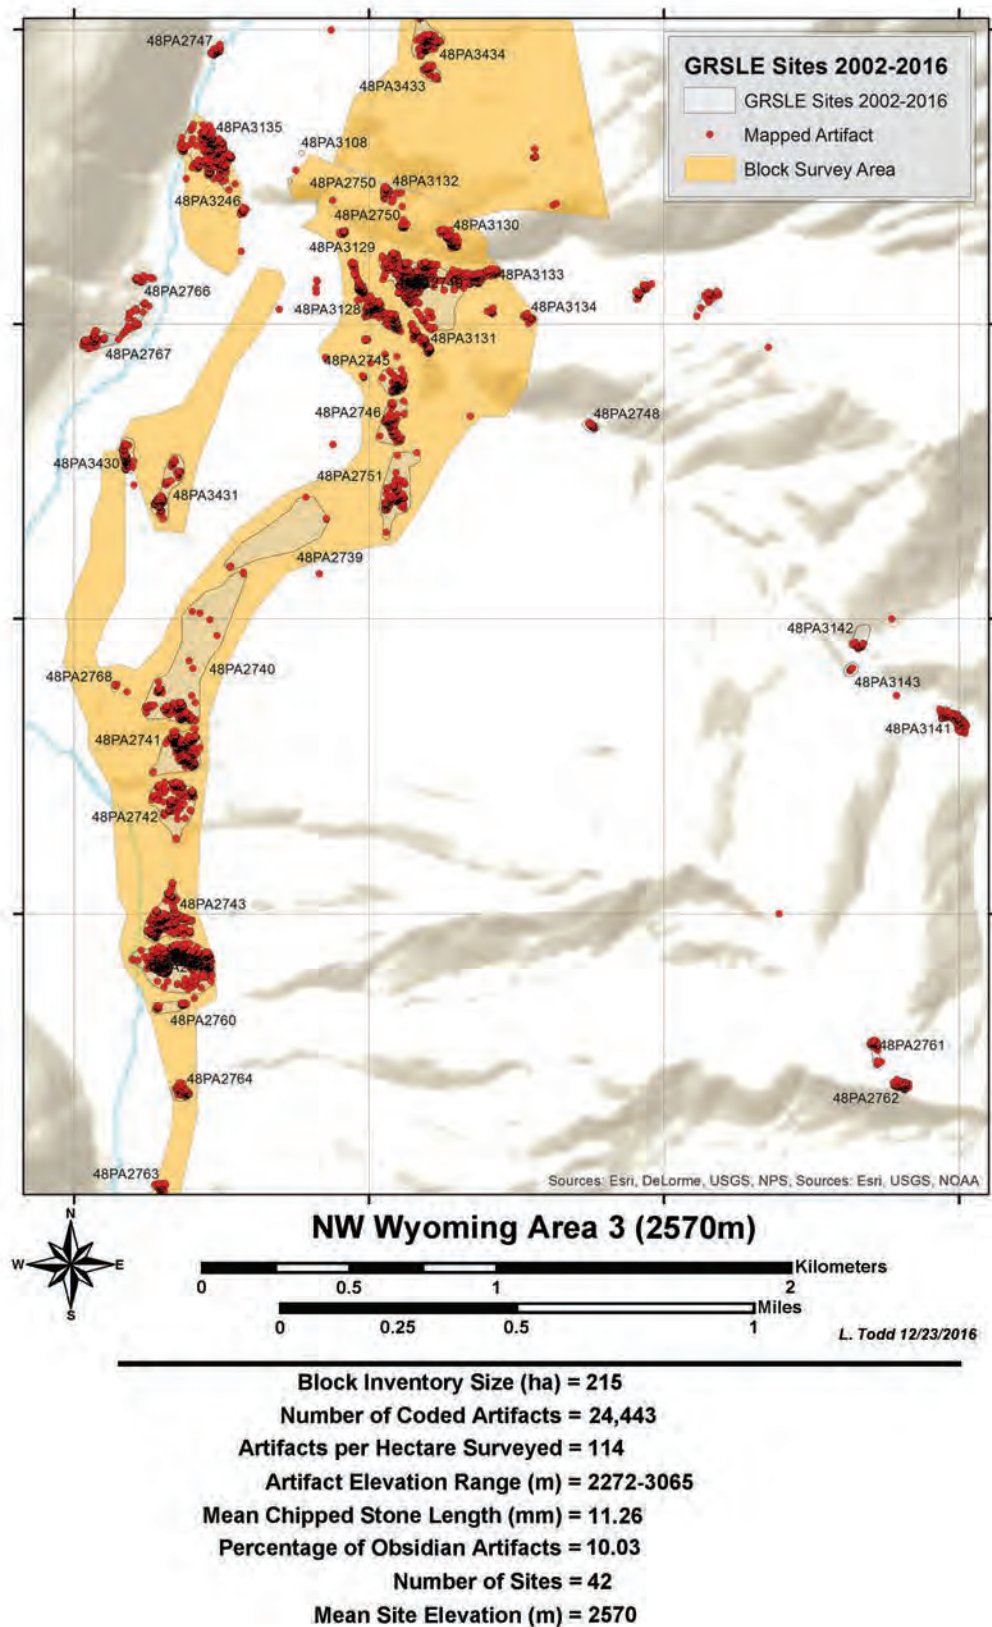 48PA2747
48PA3434
48PA3433
GRSLE Sites 2002-2016
GRSLE Sites 2002-2016
Mapped Artifact
Block Survey Area
48PA3135
48PA3108
48PA2750
48PA3132
48PA3246
48PA2750
48PA3130
48PA3129
48PA3133
48PA2766
48PA3128
48PA3134
48PA3131
48PA2767
48PA2745
48PA2746
48PA2748
48PA3430
48PA2751
48PA3431
48PA2739
48PA3142
48PA2740
48PA2768
48PA3143
48PA2741
48PA3141
48PA2742
48PA2743
48PA2760
48PA2761
48PA2764
48PA2762
48PA2763
Sources: Esri, DeLorme, USGS, NPS, Sources: Esri, USGS, NOAA
NW Wyoming Area 3 (2570m)
N
W E
S
Kilometers
0 0.5 1 2
Miles
0 0.25 0.5 1
L. Todd 12/23/2016
Block Inventory Size (ha) = 215
Number of Coded Artifacts = 24,443
Artifacts per Hectare Surveyed = 114
Artifact Elevation Range (m) = 2272-3065
Mean Chipped Stone Length (mm) = 11.26
Percentage of Obsidian Artifacts = 10.03
Number of Sites = 42
Mean Site Elevation (m) = 2570